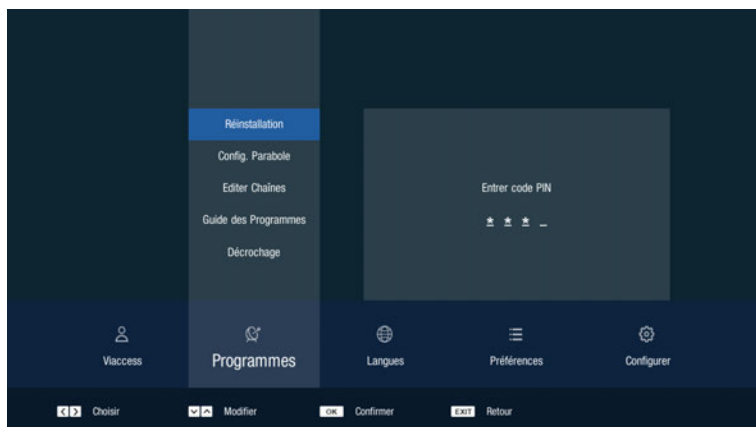 Réinstallation
Config. Parabole
Editer Chaînes
Guide des Programmes
Décrochage
Entrer code PIN
* * * _
Viaccess
Programmes
Langues
Préférences
Configurer
Choisir
Modifier
OK Confirmer
EXIT Retour